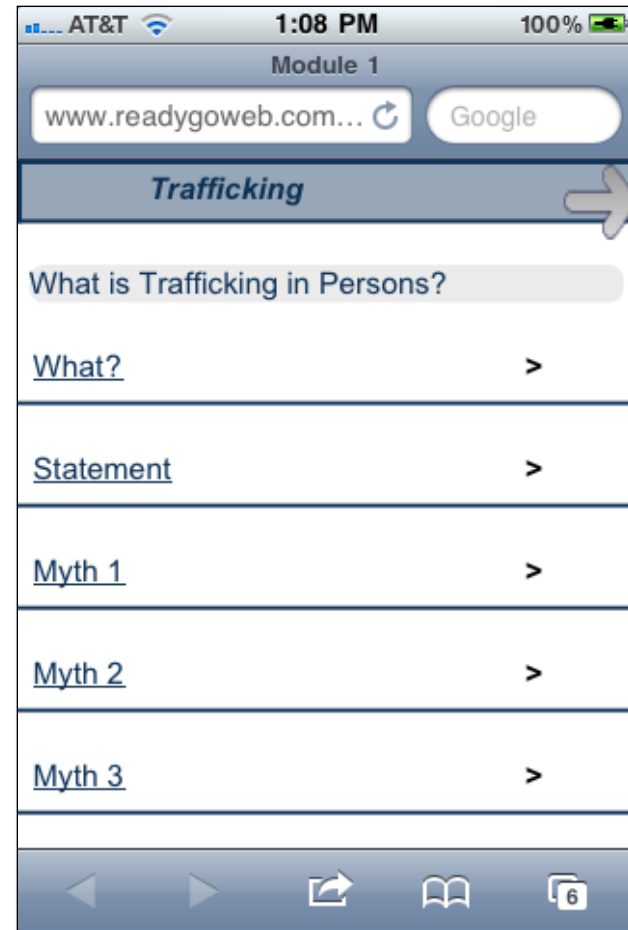 AT&T 1:08 PM 100%
Module 1
www.readygoweb.com... Google
Trafficking
What is Trafficking in Persons?
What? >
Statement >
Myth 1 >
Myth 2 >
Myth 3 >
6